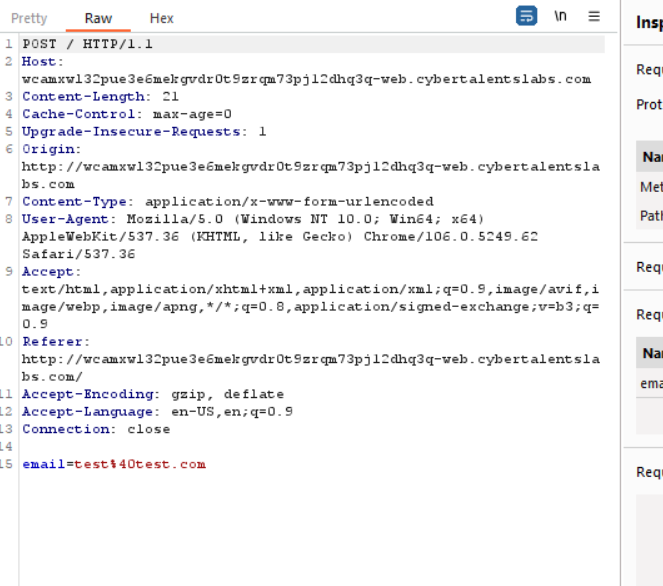 Pretty Raw Hex \n
1 POST / HTTP/1.1
2 Host:
wcamxwl32pue3e6mekgvdr0t9zrqm73pjl2dhq3q-web.cybertalentslabs.com
3 Content-Length: 21
4 Cache-Control: max-age=0
5 Upgrade-Insecure-Requests: 1
6 Origin:
http://wcamxwl32pue3e6mekgvdr0t9zrqm73pjl2dhq3q-web.cybertalentsla
bs.com
7 Content-Type: application/x-www-form-urlencoded
8 User-Agent: Mozilla/5.0 (Windows NT 10.0; Win64; x64)
AppleWebKit/537.36 (KHTML, like Gecko) Chrome/106.0.5249.62
Safari/537.36
9 Accept:
text/html,application/xhtml+xml,application/xml;q=0.9,image/avif,i
mage/webp,image/apng,*/*;q=0.8,application/signed-exchange;v=b3;q=
0.9
10 Referer:
http://wcamxwl32pue3e6mekgvdr0t9zrqm73pjl2dhq3q-web.cybertalentsla
bs.com/
11 Accept-Encoding: gzip, deflate
12 Accept-Language: en-US,en;q=0.9
13 Connection: close
14
15 email=test%40test.com
Insp
Requ
Prot
Nar
Met
Path
Requ
Requ
Nar
ema
Requ